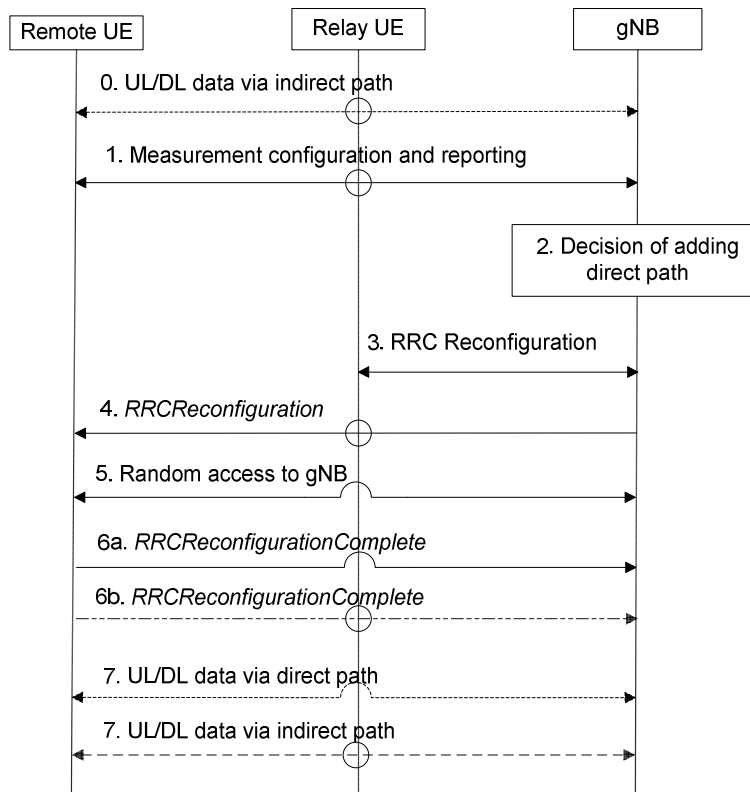 Remote UE
Relay UE
gNB
0. UL/DL data via indirect path
1. Measurement configuration and reporting
2. Decision of adding
direct path
3. RRC Reconfiguration
4. RRCReconfiguration
5. Random access to gNB
6a. RRCReconfigurationComplete
6b. RRCReconfigurationComplete
7. UL/DL data via direct path
7. UL/DL data via indirect path